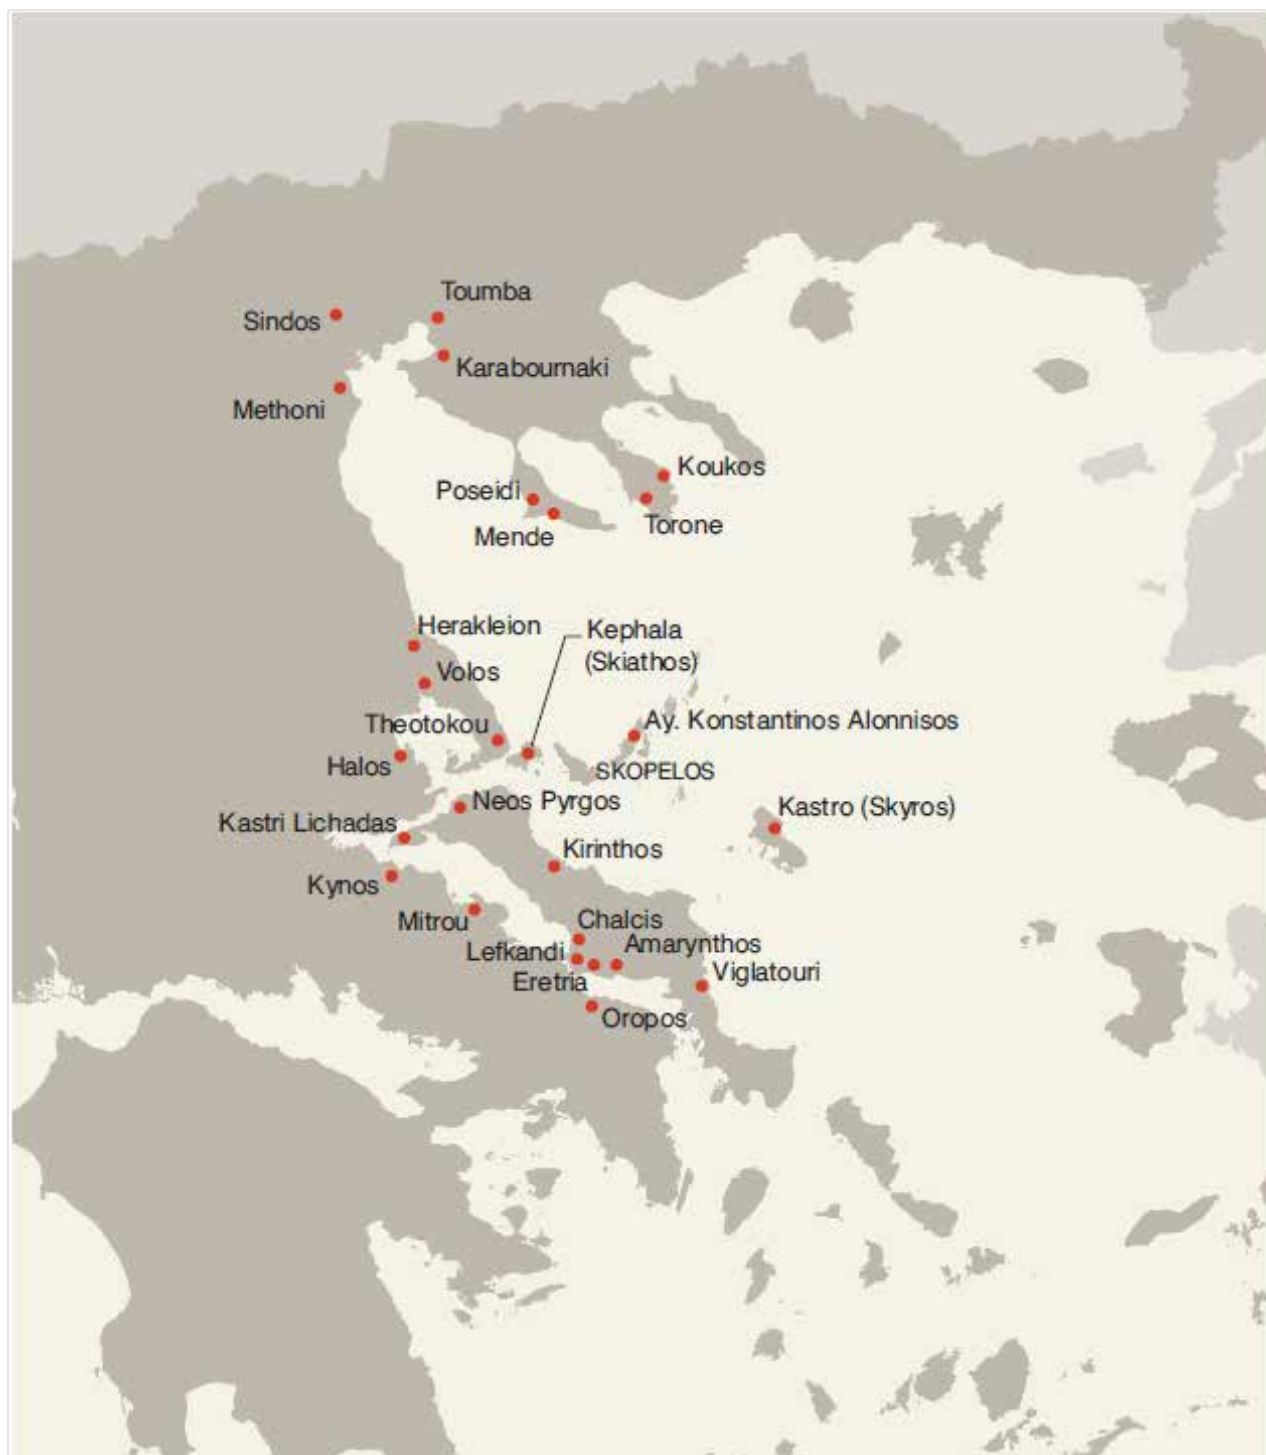 Toumba
Sindos
Karabournaki
Methoni
Koukos
Poseidi
Torone
Mende
Herakleion
Kephala
(Skiathos)
Volos
Theotokou
Ay. Konstantinos Alonnisos
Halos
SKOPELOS
Neos Pyrgos
Kastro (Skyros)
Kastri Lichadas
Kirinthos
Kynos
Mitrou
Chalcis
Lefkandi
Amarynthos
Eretria
Viglatouri
Oropos